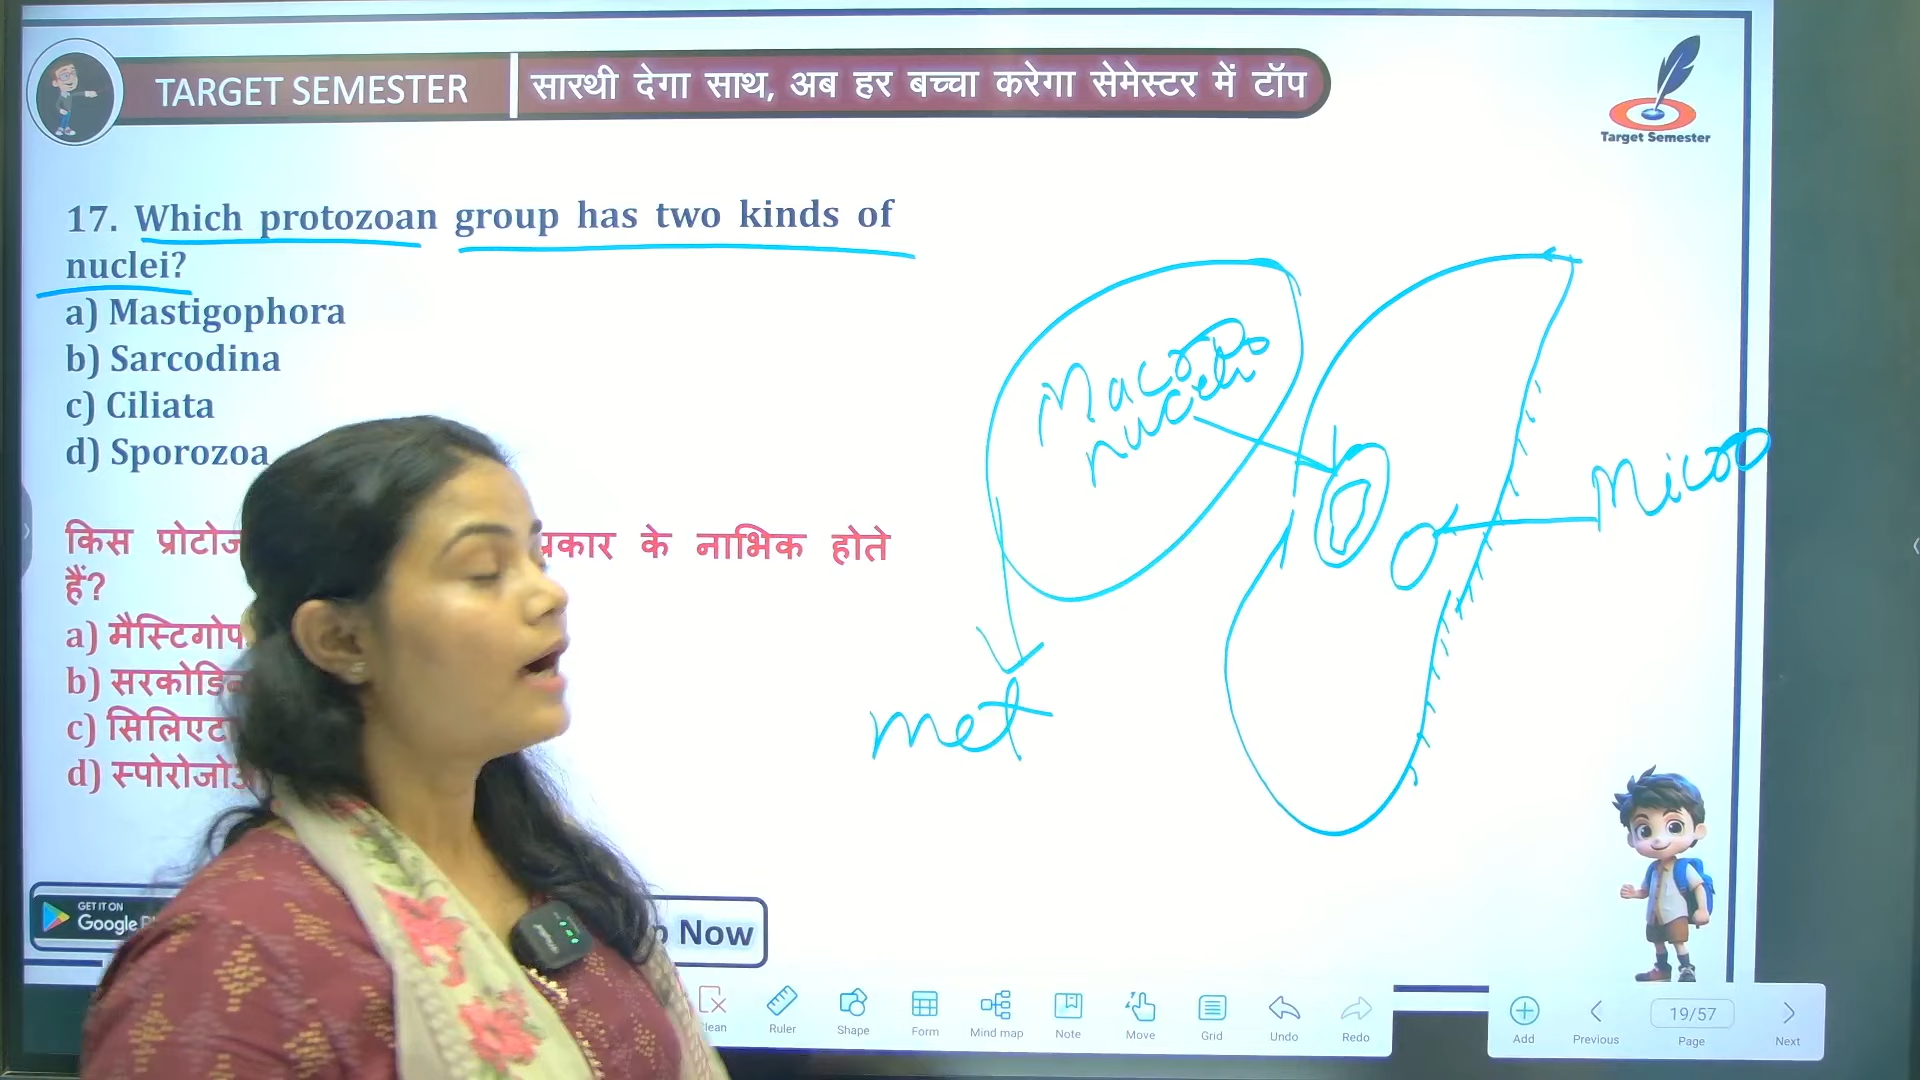 TARGET SEMESTER
सारथी देगा साथ, अब हर बच्चा करेगा सेमेस्टर में टॉप
Target Semester
17. Which protozoan group has two kinds of
nuclei?
a) Mastigophora
b) Sarcodina
c) Ciliata
d) Sporozoa
किस के नाभिक होते
हैं?
a)
b)
c)
d)
Macro
Micro
met
GET IT ON
Google
Now
Ruler
Shape
Form
Mind map
Note
Move
Grid
Undo
Redo
Add
Previous
19/57
Page
Next